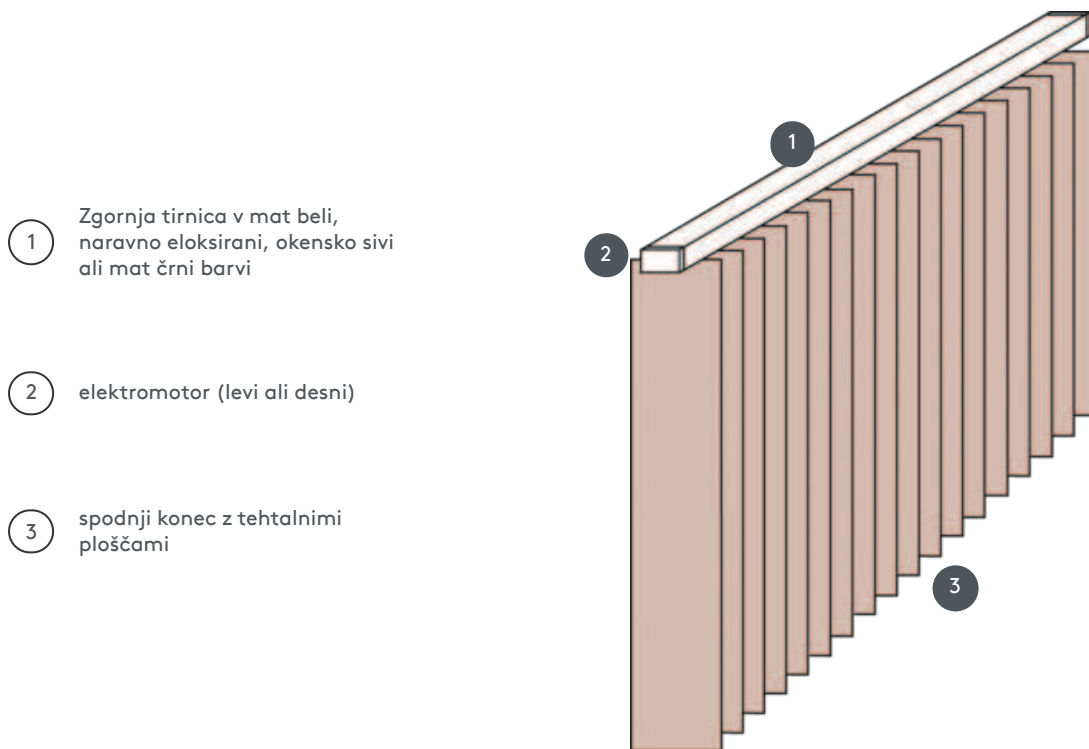 1
Zgornja tirnica v mat beli,
naravno eloksirani, okensko sivi
ali mat črni barvi
2
elektromotor (levi ali desni)
3
spodnji konec z tehtalnimi
ploščami
1
2
3